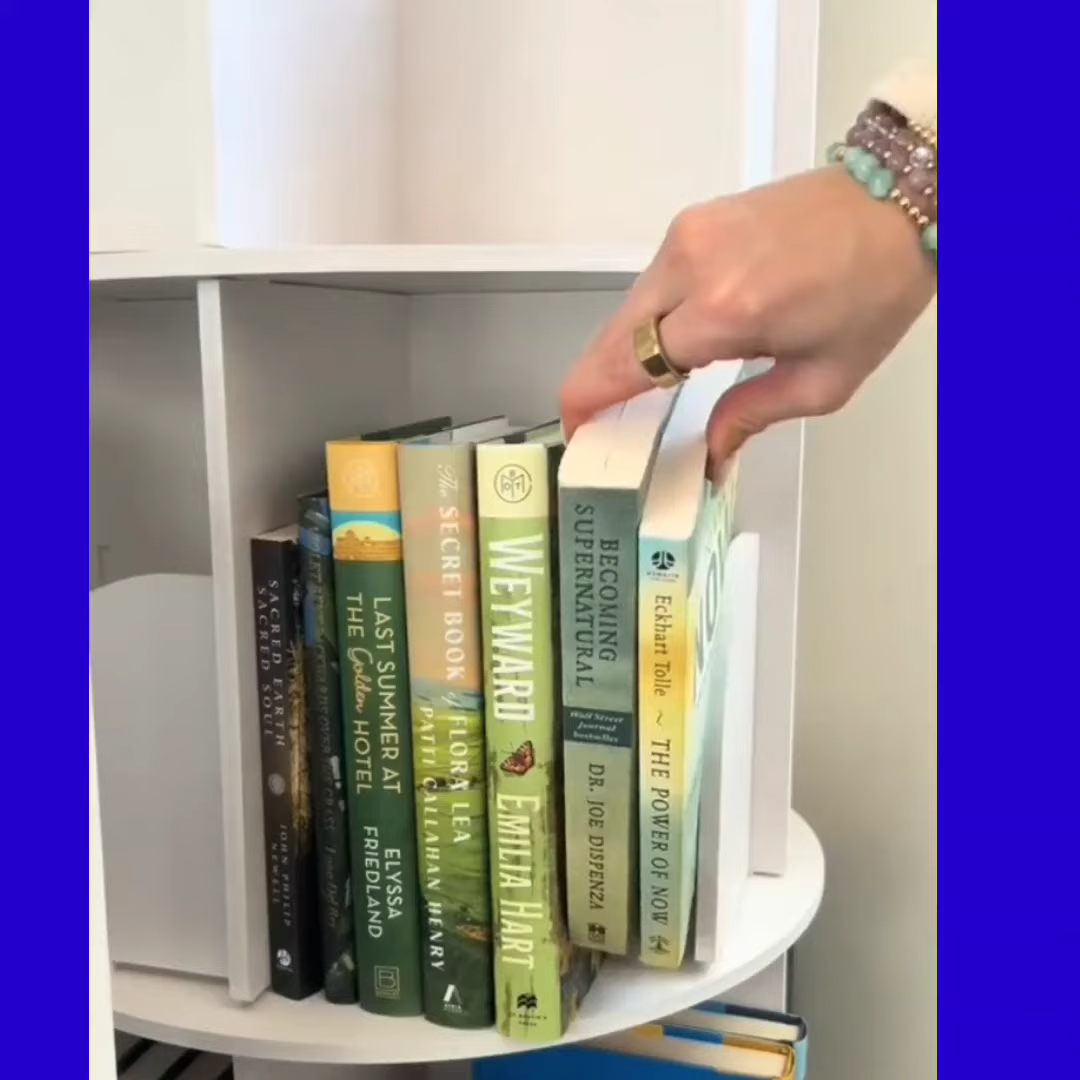 SACRED EARTH
SACRED SOUL
JOHN PHILIP
NEWELL
LAST SUMMER AT
THE Golden HOTEL
ELYSSA
FRIEDLAND
The SECRET BOOK of FLORA LEA
PATTI CALLAHAN HENRY
WEYWARD
EMILIA HART
BECOMING
SUPERNATURAL
Wall Street
Journal
bestseller
DR. JOE DISPENZA
Eckhart Tolle ~ THE POWER OF NOW